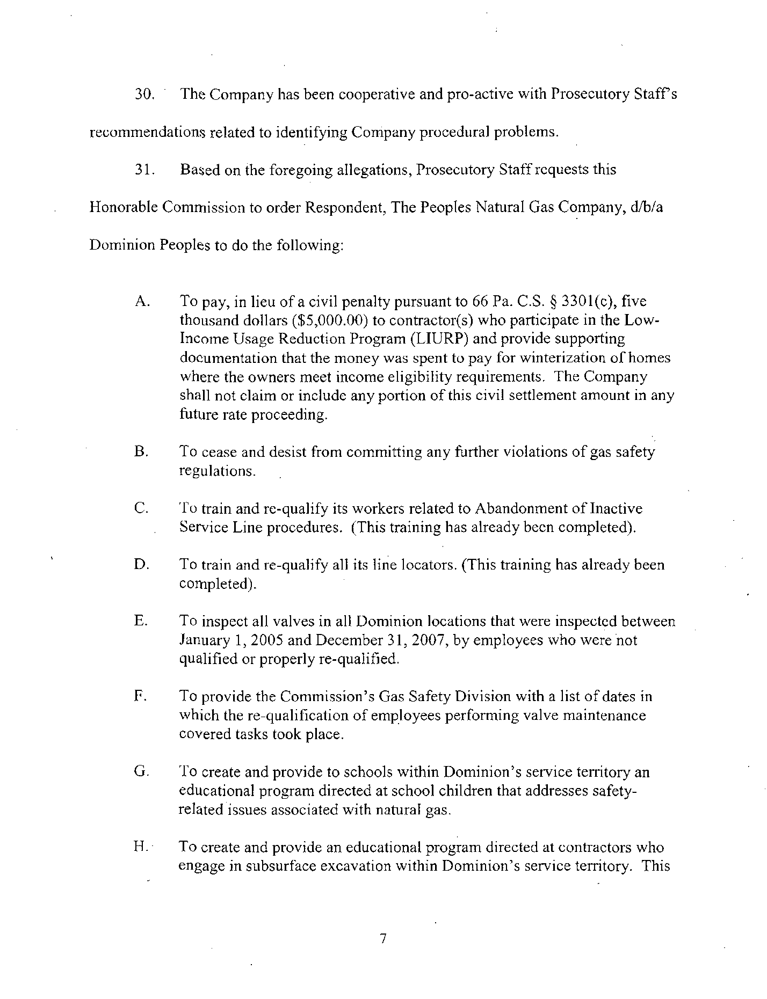 30. The Company has been cooperative and pro-active with Prosecutory Staff's
recommendations related to identifying Company procedural problems.
31. Based on the foregoing allegations, Prosecutory Staff requests this
Honorable Commission to order Respondent, The Peoples Natural Gas Company, d/b/a
Dominion Peoples to do the following:
A. To pay, in lieu of a civil penalty pursuant to 66 Pa. C.S. § 3301(c), five
thousand dollars ($5,000.00) to contractor(s) who participate in the Low-
Income Usage Reduction Program (LIURP) and provide supporting
documentation that the money was spent to pay for winterization of homes
where the owners meet income eligibility requirements. The Company
shall not claim or include any portion of this civil settlement amount in any
future rate proceeding.
B. To cease and desist from committing any further violations of gas safety
regulations.
C. To train and re-qualify its workers related to Abandonment of Inactive
Service Line procedures. (This training has already been completed).
D. To train and re-qualify all its line locators. (This training has already been
completed).
E. To inspect all valves in all Dominion locations that were inspected between
January 1, 2005 and December 31, 2007, by employees who were not
qualified or properly re-qualified.
F. To provide the Commission's Gas Safety Division with a list of dates in
which the re-qualification of employees performing valve maintenance
covered tasks took place.
G. To create and provide to schools within Dominion's service territory an
educational program directed at school children that addresses safety-
related issues associated with natural gas.
H. To create and provide an educational program directed at contractors who
engage in subsurface excavation within Dominion's service territory. This
7